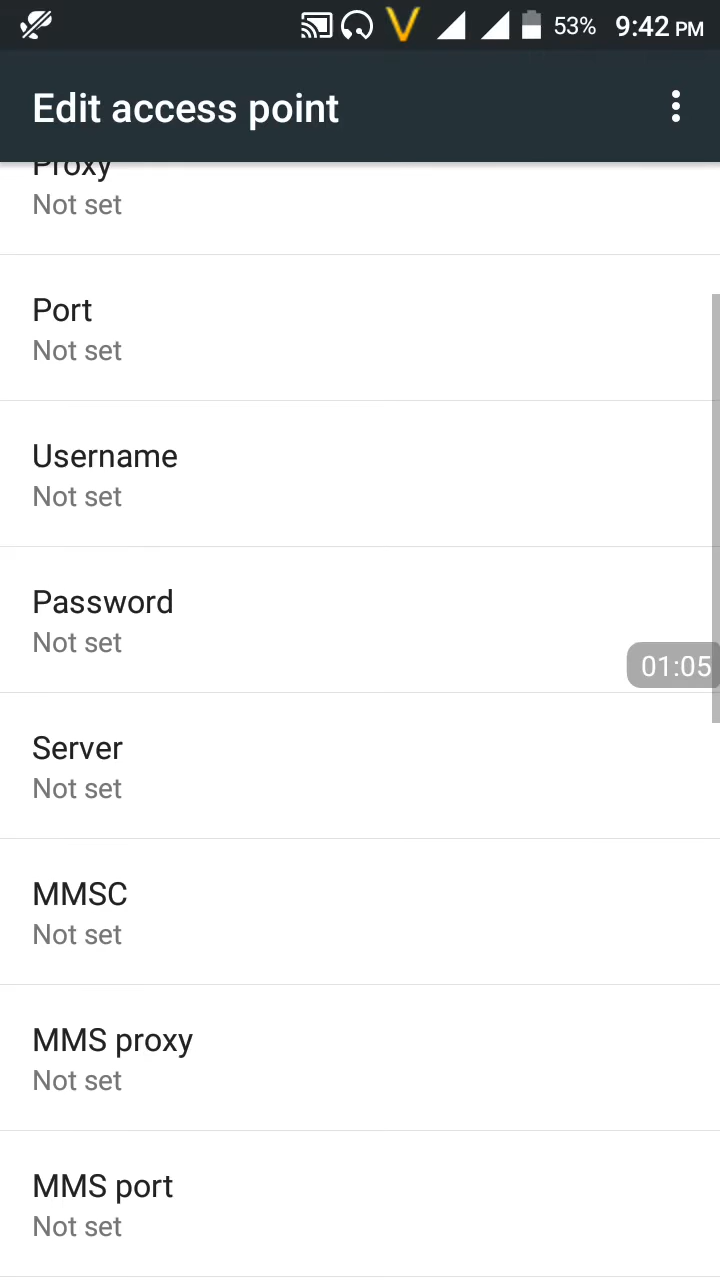 53% 9:42 PM
Edit access point
Proxy
Not set
Port
Not set
Username
Not set
Password
Not set
01:05
Server
Not set
MMSC
Not set
MMS proxy
Not set
MMS port
Not set